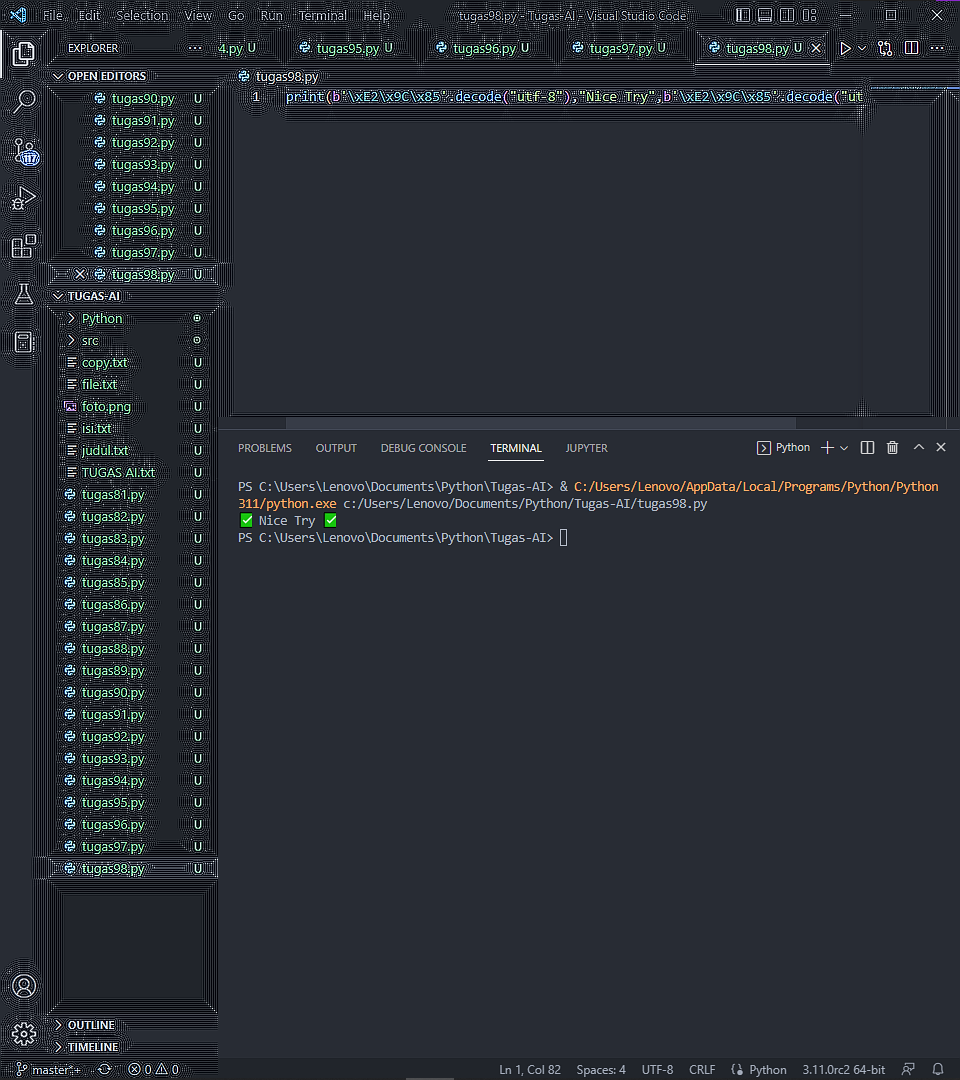 File Edit Selection View Go Run Terminal Help tugas98.py - Tugas-AI - Visual Studio Code
EXPLORER ··· 4.py U tugas95.py U tugas96.py U tugas97.py U tugas98.py U
OPEN EDITORS
tugas98.py
tugas90.py U
1 print(b'\xE2\x9C\x85'.decode("utf-8"),"Nice Try",b'\xE2\x9C\x85'.decode("ut
tugas91.py U
tugas92.py U
117
tugas93.py U
tugas94.py U
tugas95.py U
tugas96.py U
tugas97.py U
tugas98.py U
TUGAS-AI
Python
src
copy.txt U
file.txt U
foto.png U
isi.txt U
judul.txt U
TUGAS AI.txt U
tugas81.py U
tugas82.py U
tugas83.py U
tugas84.py U
tugas85.py U
tugas86.py U
tugas87.py U
tugas88.py U
tugas89.py U
tugas90.py U
tugas91.py U
tugas92.py U
tugas93.py U
tugas94.py U
tugas95.py U
tugas96.py U
tugas97.py U
tugas98.py U
OUTLINE
TIMELINE
PROBLEMS OUTPUT DEBUG CONSOLE TERMINAL JUPYTER Python
PS C:\Users\Lenovo\Documents\Python\Tugas-AI> & C:/Users/Lenovo/AppData/Local/Programs/Python/Python
311/python.exe c:/Users/Lenovo/Documents/Python/Tugas-AI/tugas98.py
✅ Nice Try ✅
PS C:\Users\Lenovo\Documents\Python\Tugas-AI>
master*+ 0 0 Ln 1, Col 82 Spaces: 4 UTF-8 CRLF Python 3.11.0rc2 64-bit